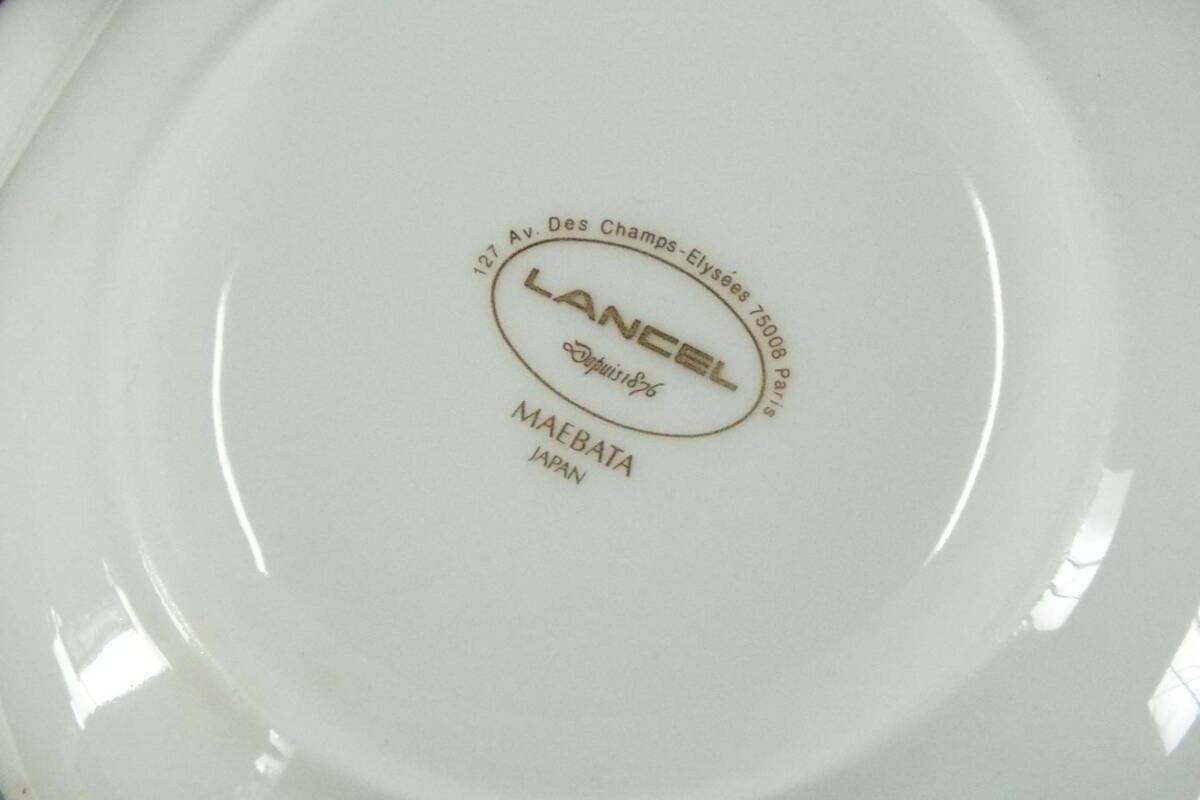 127 Av. Des Champs-Elysées 75008 Paris
LANCEL
Depuis 1876
MAEBATA
JAPAN